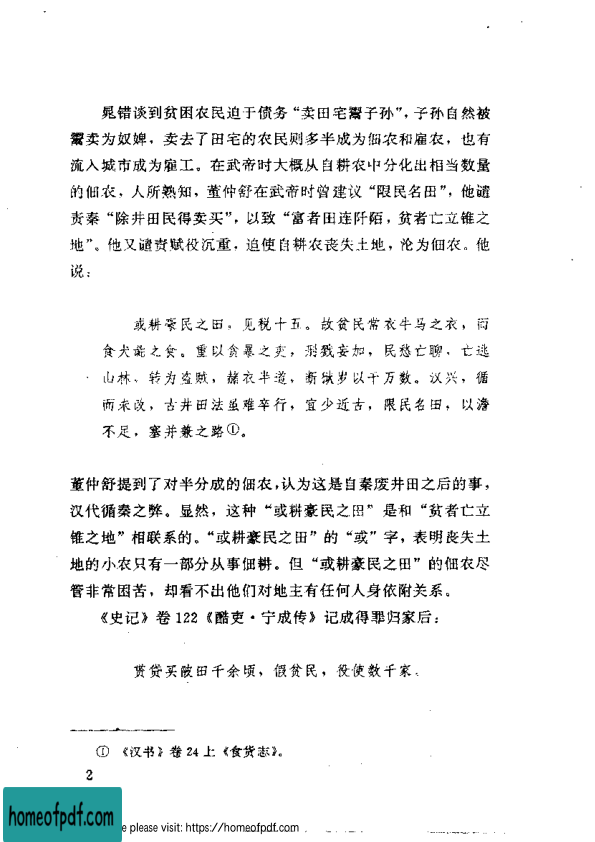 晁错谈到贫困农民迫于债务“卖田宅鬻子孙”，子孙自然被
鬻卖为奴婢，卖去了田宅的农民则多半成为佃农和雇农，也有
流入城市成为雇工。在武帝时大概从自耕农中分化出相当数量
的佃农，人所熟知，董仲舒在武帝时曾建议“限民名田”，他谴
责秦“除井田民得卖买”，以致“富者田连阡陌，贫者亡立锥之
地”。他又谴责赋役沉重，迫使自耕农丧失土地，沦为佃农。他
说：
或耕豪民之田，见税十五。故贫民常衣牛马之衣，而
食犬彘之食。重以贪暴之吏，刑戮妄加，民愁亡聊，亡逃
山林，转为盗贼，赭衣半道，断狱岁以千万数。汉兴，循
而未改，古井田法虽难卒行，宜少近古，限民名田，以澹
不足，塞并兼之路①。
董仲舒提到了对半分成的佃农，认为这是自秦废井田之后的事，
汉代循秦之弊。显然，这种“或耕豪民之田”是和“贫者亡立
锥之地”相联系的。“或耕豪民之田”的“或”字，表明丧失土
地的小农只有一部分从事佃耕。但“或耕豪民之田”的佃农尽
管非常困苦，却看不出他们对地主有任何人身依附关系。
《史记》卷 122《酷吏·宁成传》记成得罪归家后：
贳贷买陂田千余顷，假贫民，役使数千家。
① 《汉书》卷 24 上《食货志》。
2
homeofpdf.com
e please visit: https://homeofpdf.com